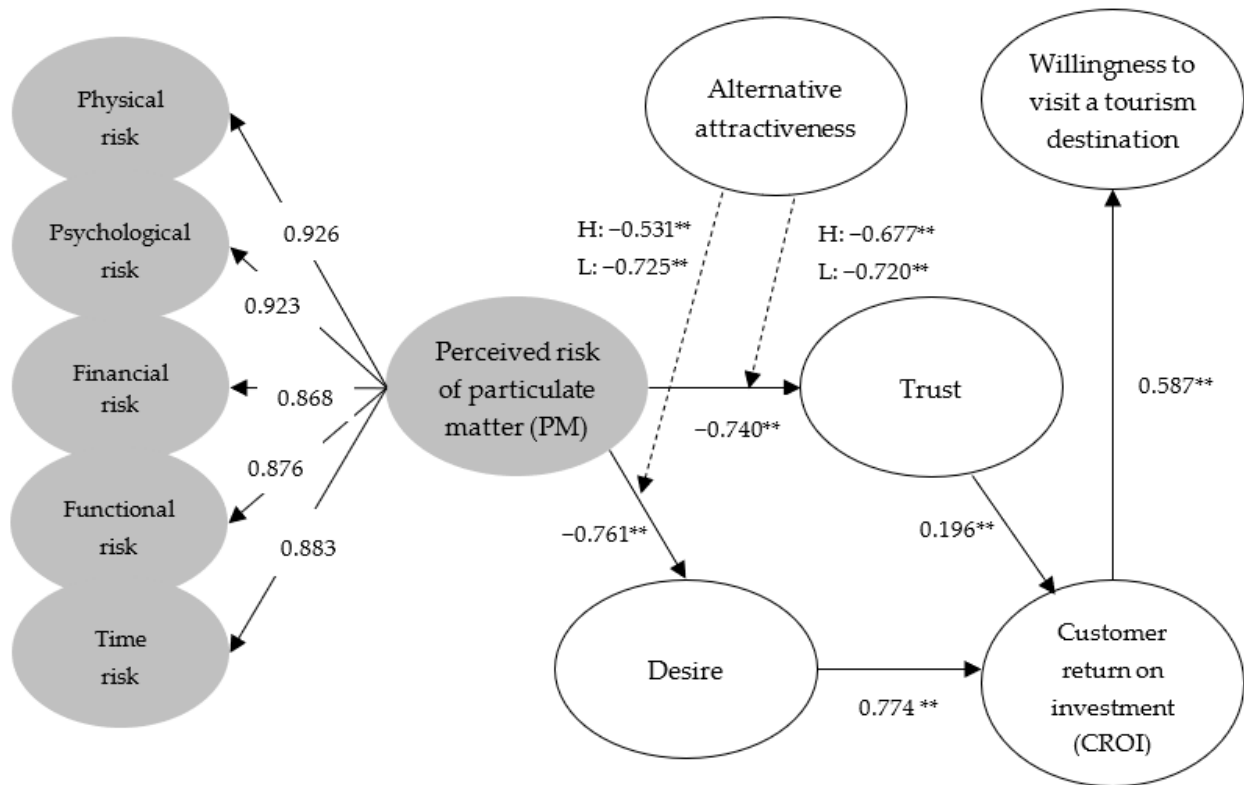 Physical
risk
Psychological
risk
Financial
risk
Functional
risk
Time
risk
0.926
0.923
0.868
0.876
0.883
Perceived risk
of particulate
matter (PM)
Alternative
attractiveness
H: −0.531**
L: −0.725**
H: −0.677**
L: −0.720**
−0.740**
−0.761**
Trust
Desire
0.196**
0.774 **
Customer
return on
investment
(CROI)
0.587**
Willingness to
visit a tourism
destination